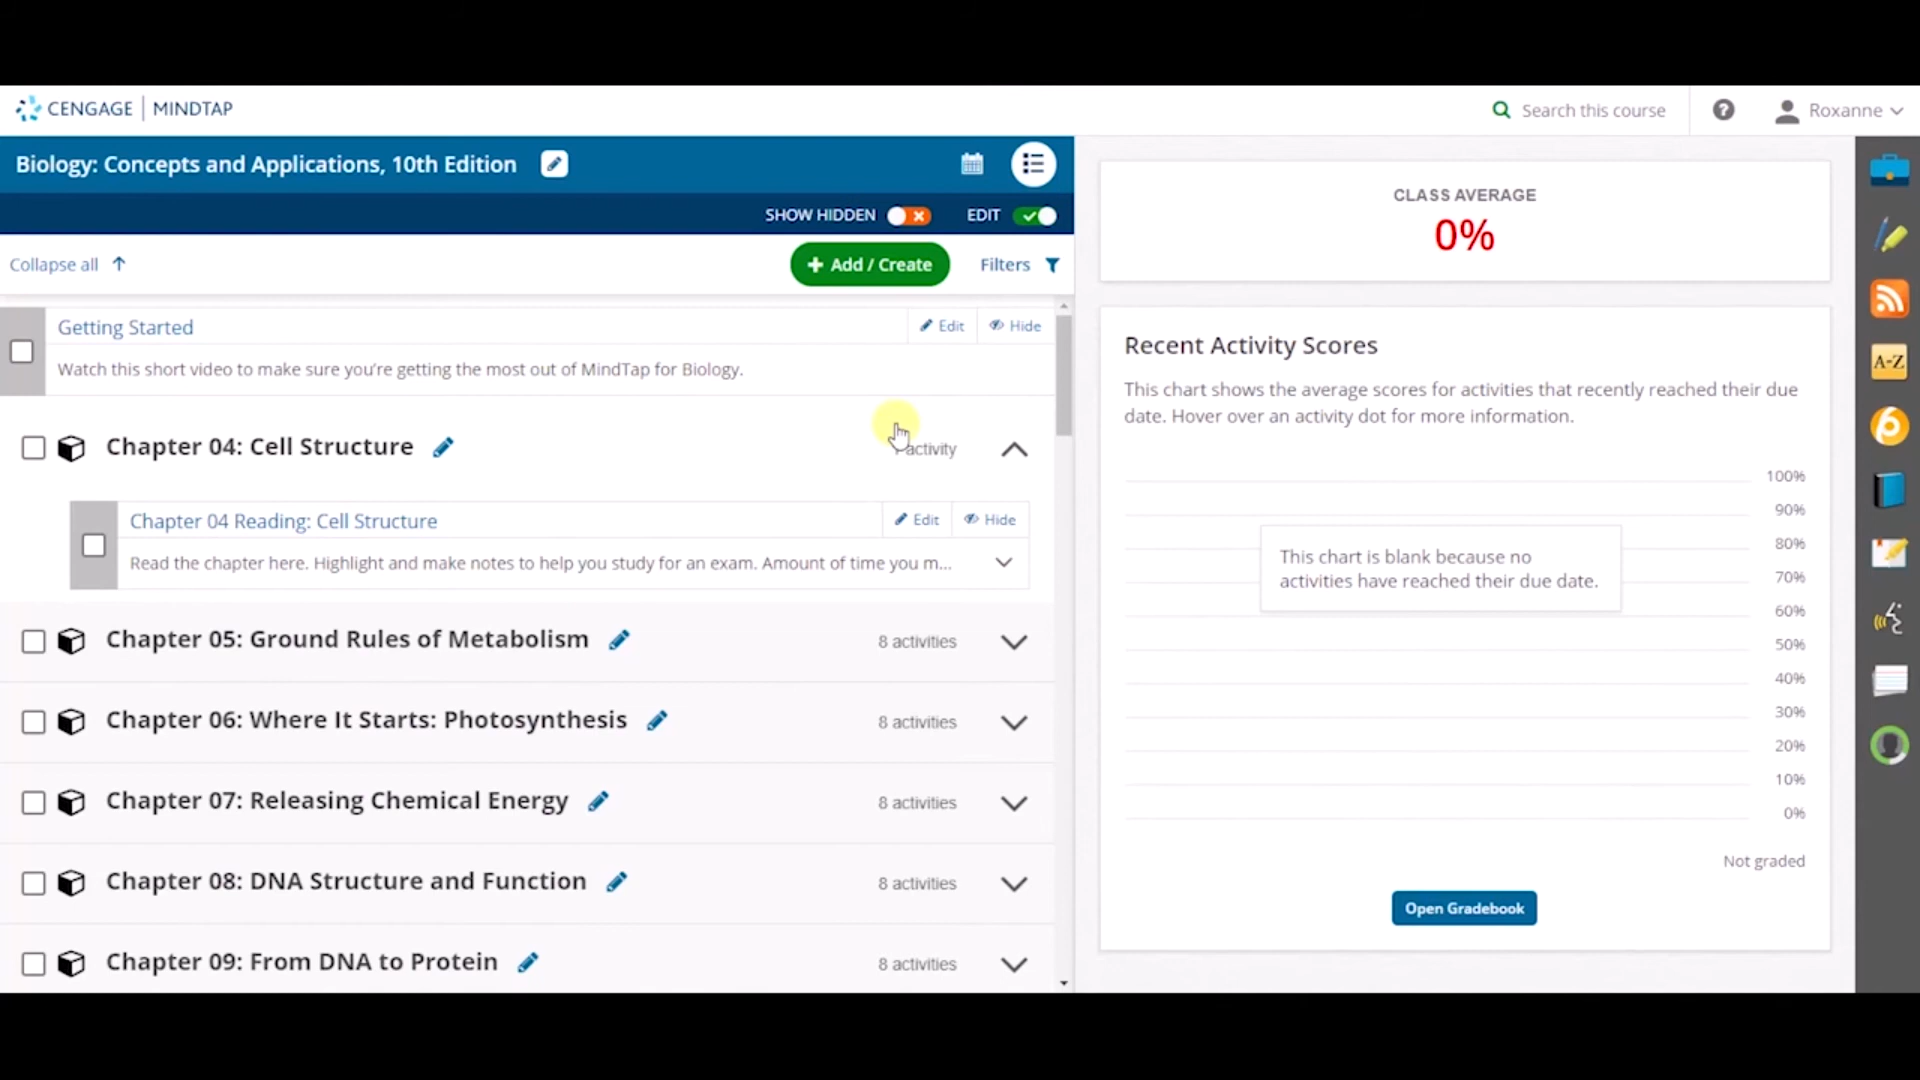 CENGAGE | MINDTAP
Search this course
Roxanne
Biology: Concepts and Applications, 10th Edition
SHOW HIDDEN
EDIT
Collapse all
+ Add / Create
Filters
Getting Started
Edit
Hide
Watch this short video to make sure you're getting the most out of MindTap for Biology.
Chapter 04: Cell Structure
activity
Chapter 04 Reading: Cell Structure
Edit
Hide
Read the chapter here. Highlight and make notes to help you study for an exam. Amount of time you m...
Chapter 05: Ground Rules of Metabolism
8 activities
Chapter 06: Where It Starts: Photosynthesis
8 activities
Chapter 07: Releasing Chemical Energy
8 activities
Chapter 08: DNA Structure and Function
8 activities
Chapter 09: From DNA to Protein
8 activities
CLASS AVERAGE
0%
Recent Activity Scores
This chart shows the average scores for activities that recently reached their due
date. Hover over an activity dot for more information.
100%
90%
80%
70%
60%
50%
40%
30%
20%
10%
0%
This chart is blank because no
activities have reached their due date.
Not graded
Open Gradebook
A-Z